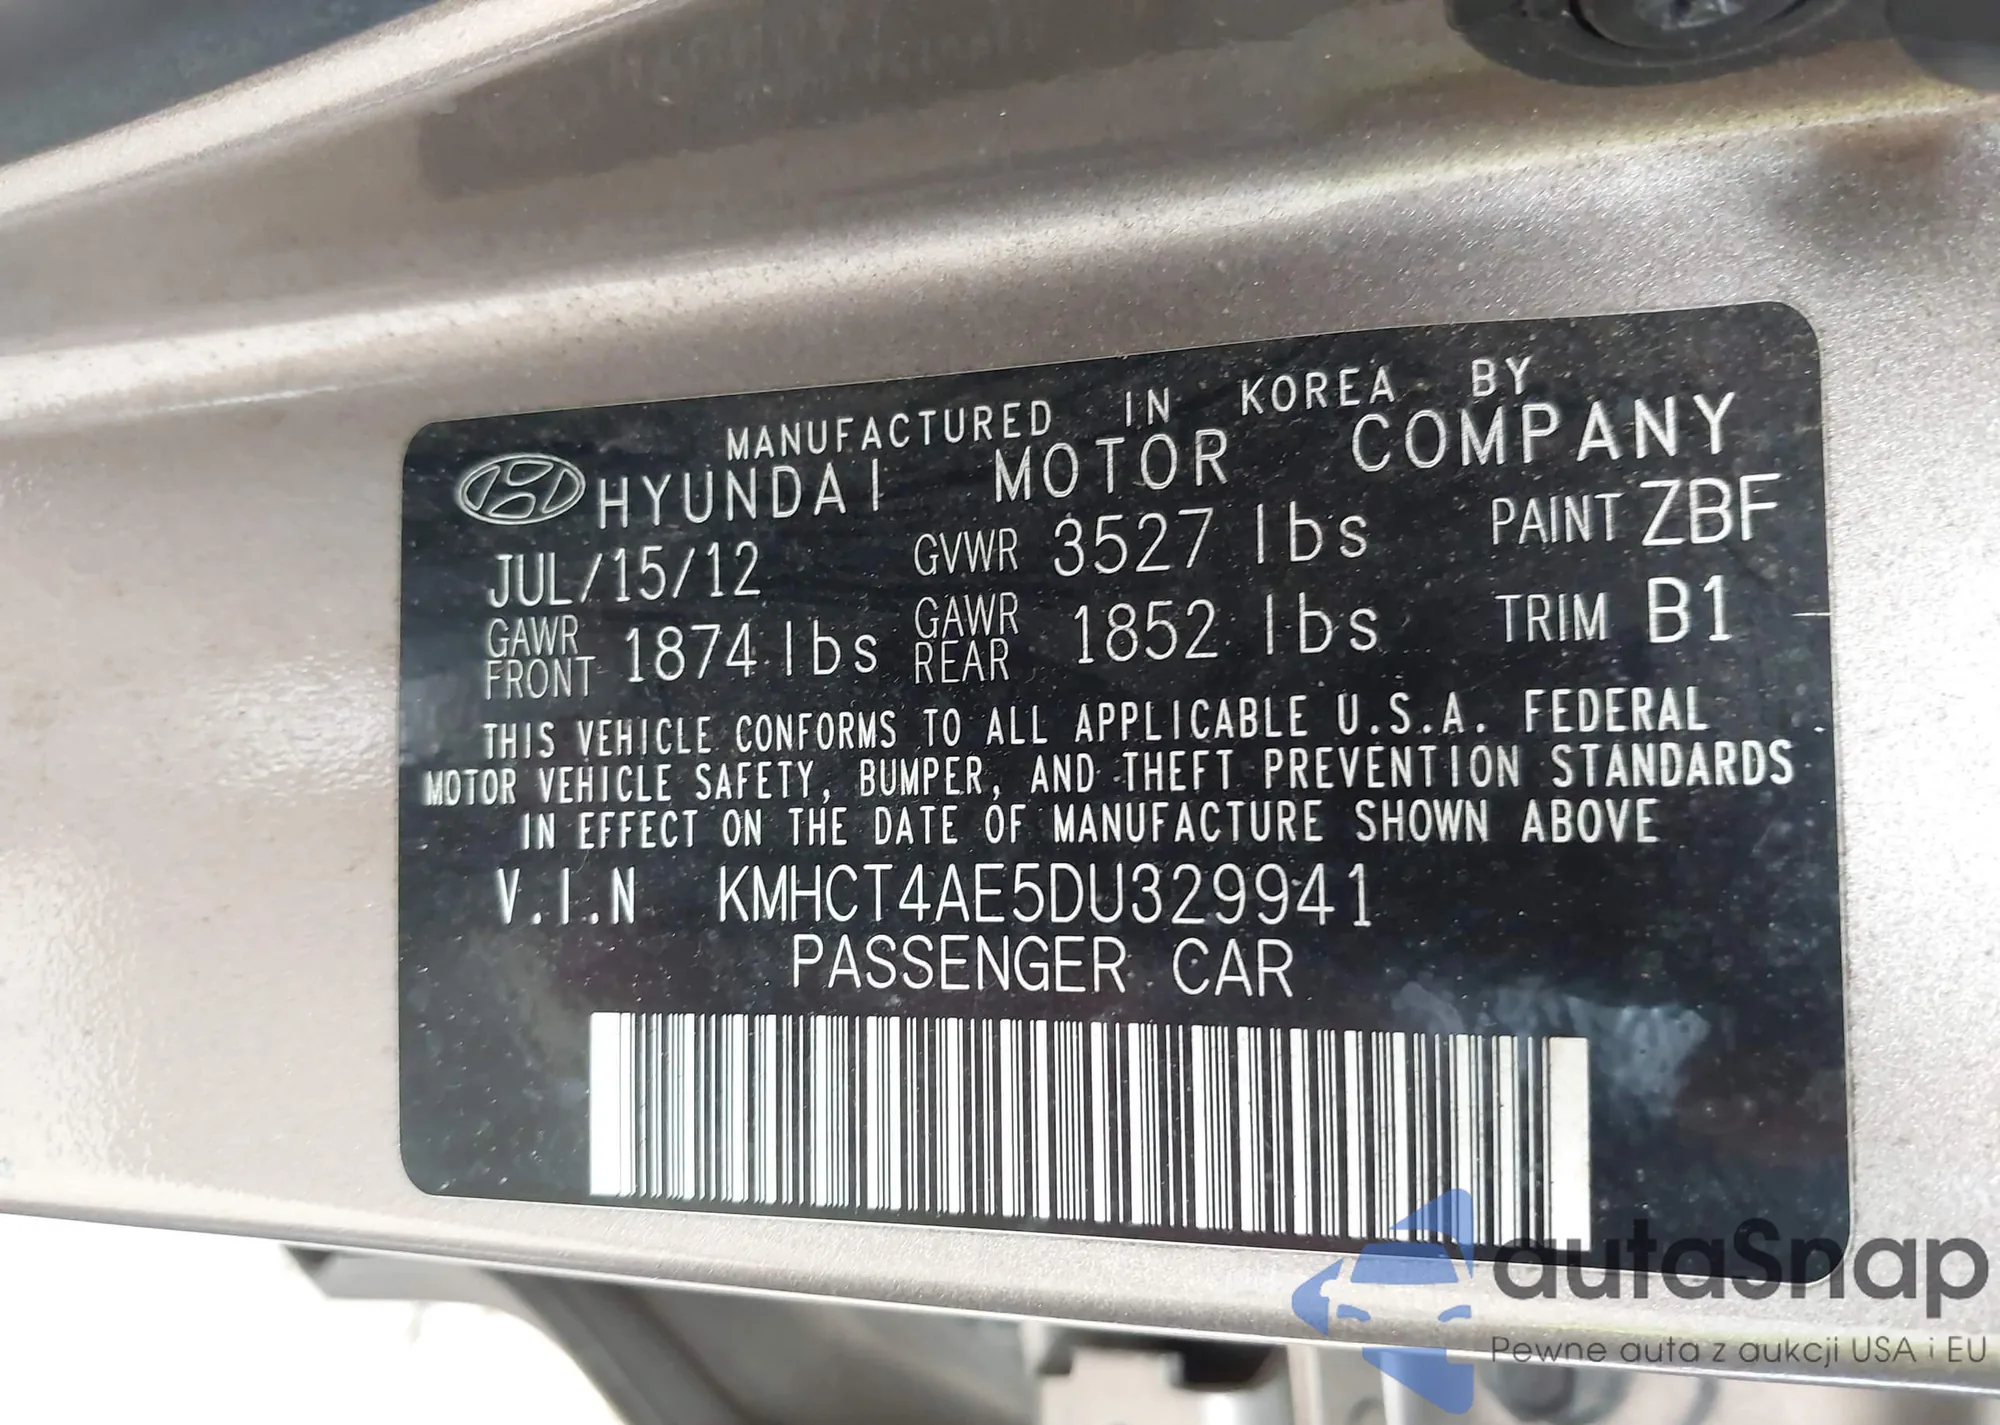 MANUFACTURED IN KOREA BY
HYUNDAI MOTOR COMPANY
JUL/15/12 GVWR 3527 lbs PAINT ZBF
GAWR FRONT 1874 lbs GAWR REAR 1852 lbs TRIM B1
THIS VEHICLE CONFORMS TO ALL APPLICABLE U.S.A. FEDERAL
MOTOR VEHICLE SAFETY, BUMPER, AND THEFT PREVENTION STANDARDS
IN EFFECT ON THE DATE OF MANUFACTURE SHOWN ABOVE
V.I.N KMHCT4AE5DU329941
PASSENGER CAR
autaSnap
Pewne auta z aukcji USA i EU